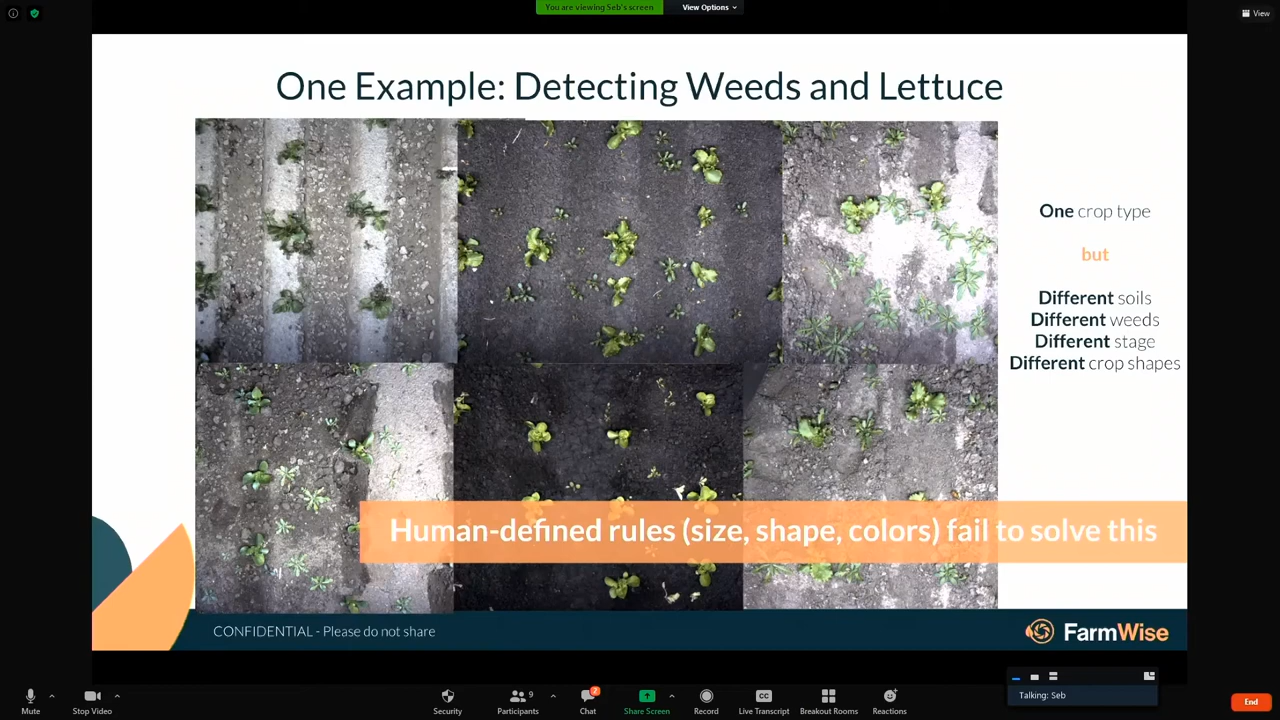 You are viewing Seb's screen
View Options
View
One Example: Detecting Weeds and Lettuce
One crop type
but
Different soils
Different weeds
Different stage
Different crop shapes
Human-defined rules (size, shape, colors) fail to solve this
CONFIDENTIAL - Please do not share
FarmWise
Talking: Seb
Mute
Stop Video
Security
Participants
9
Chat
2
Share Screen
Record
CC
Live Transcript
Breakout Rooms
Reactions
End